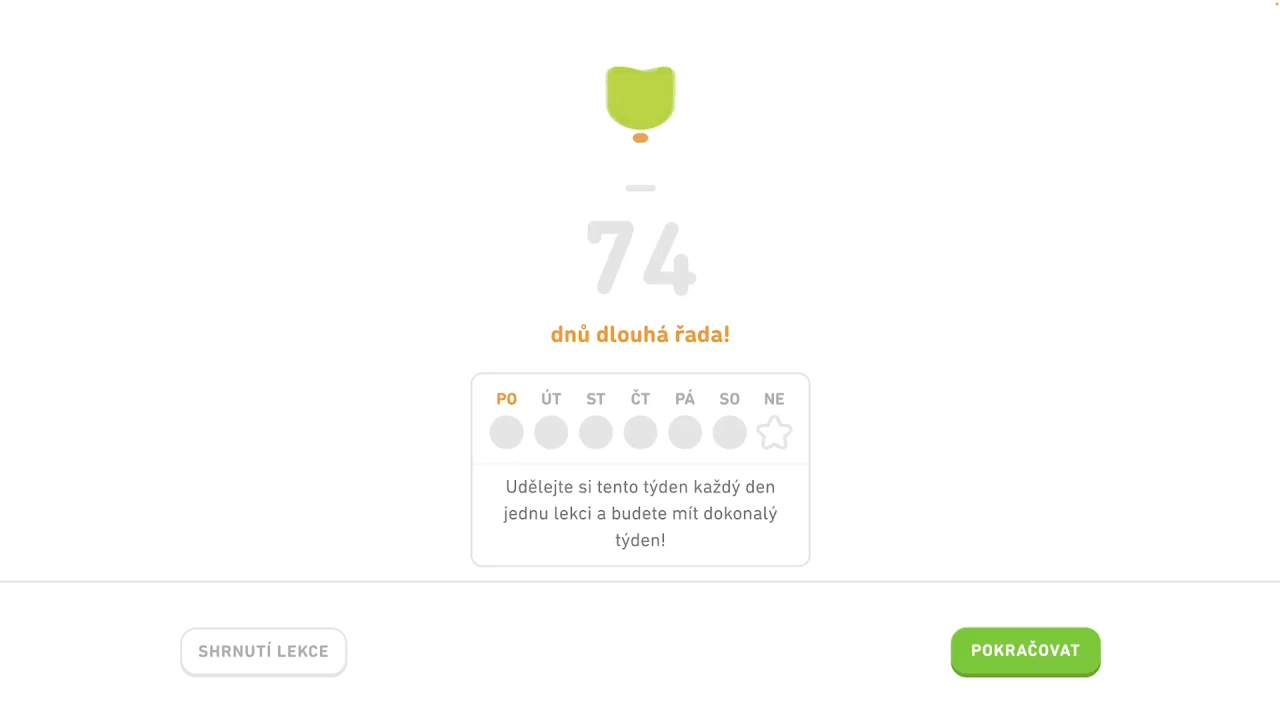 74
dnů dlouhá řada!
PO ÚT ST ČT PÁ SO NE
Udělejte si tento týden každý den
jednu lekci a budete mít dokonalý
týden!
SHRNUTÍ LEKCE
POKRAČOVAT